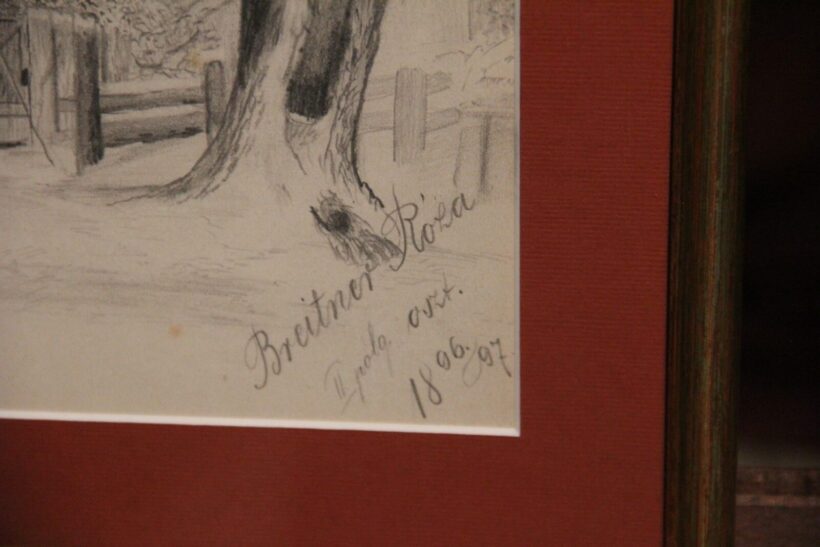 Breitner Róza
II polg oszt.
1896/97.